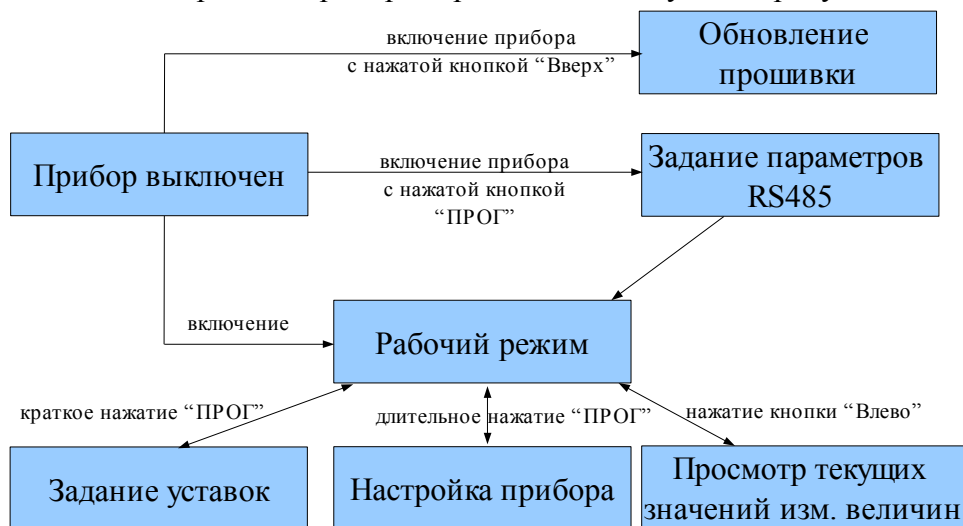 включение прибора
с нажатой кнопкой “Вверх”
Обновление
прошивки
Прибор выключен
включение прибора
с нажатой кнопкой
“ПРОГ”
Задание параметров
RS485
включение
Рабочий режим
краткое нажатие “ПРОГ”
длительное нажатие “ПРОГ”
нажатие кнопки “Влево”
Задание уставок
Настройка прибора
Просмотр текущих
значений изм. величин